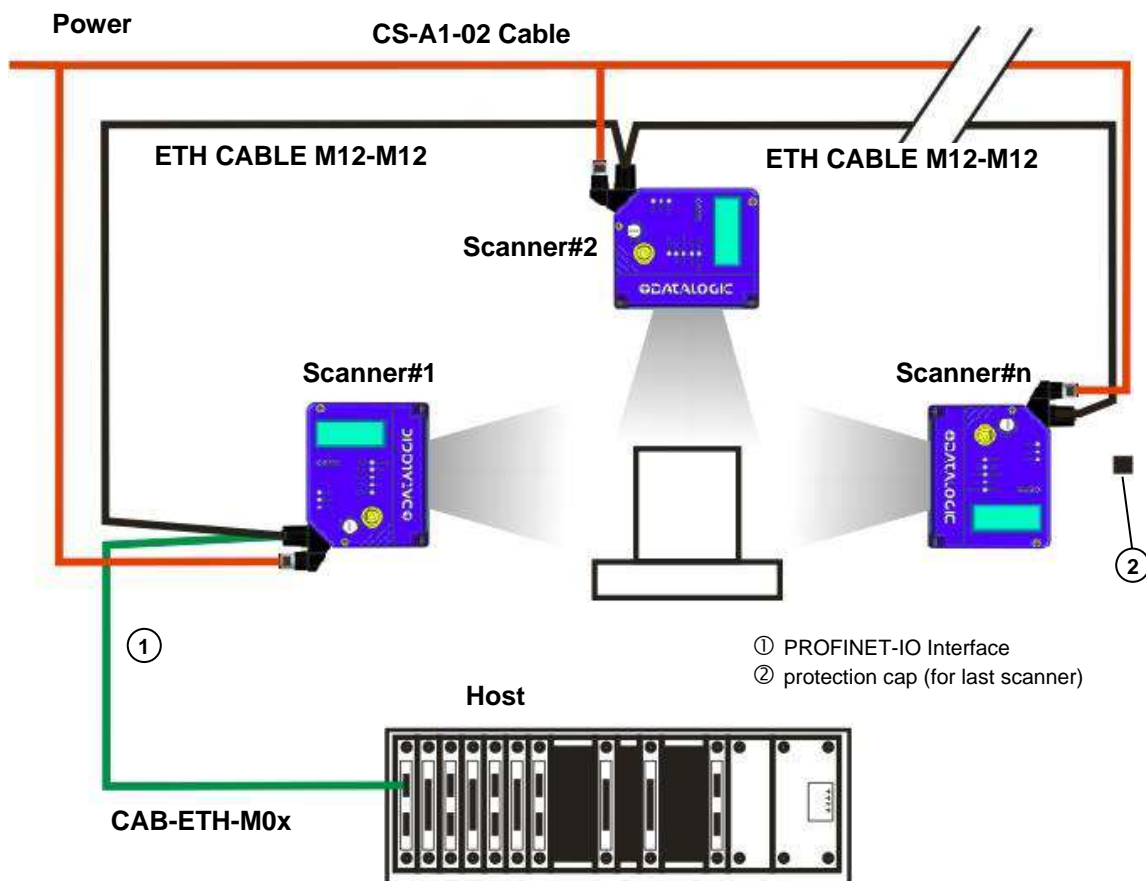 Power
CS-A1-02 Cable
ETH CABLE M12-M12
ETH CABLE M12-M12
Scanner#2
DATALOGIC
Scanner#1
DATALOGIC
Scanner#n
DATALOGIC
2
1
① PROFINET-IO Interface
② protection cap (for last scanner)
Host
CAB-ETH-M0x